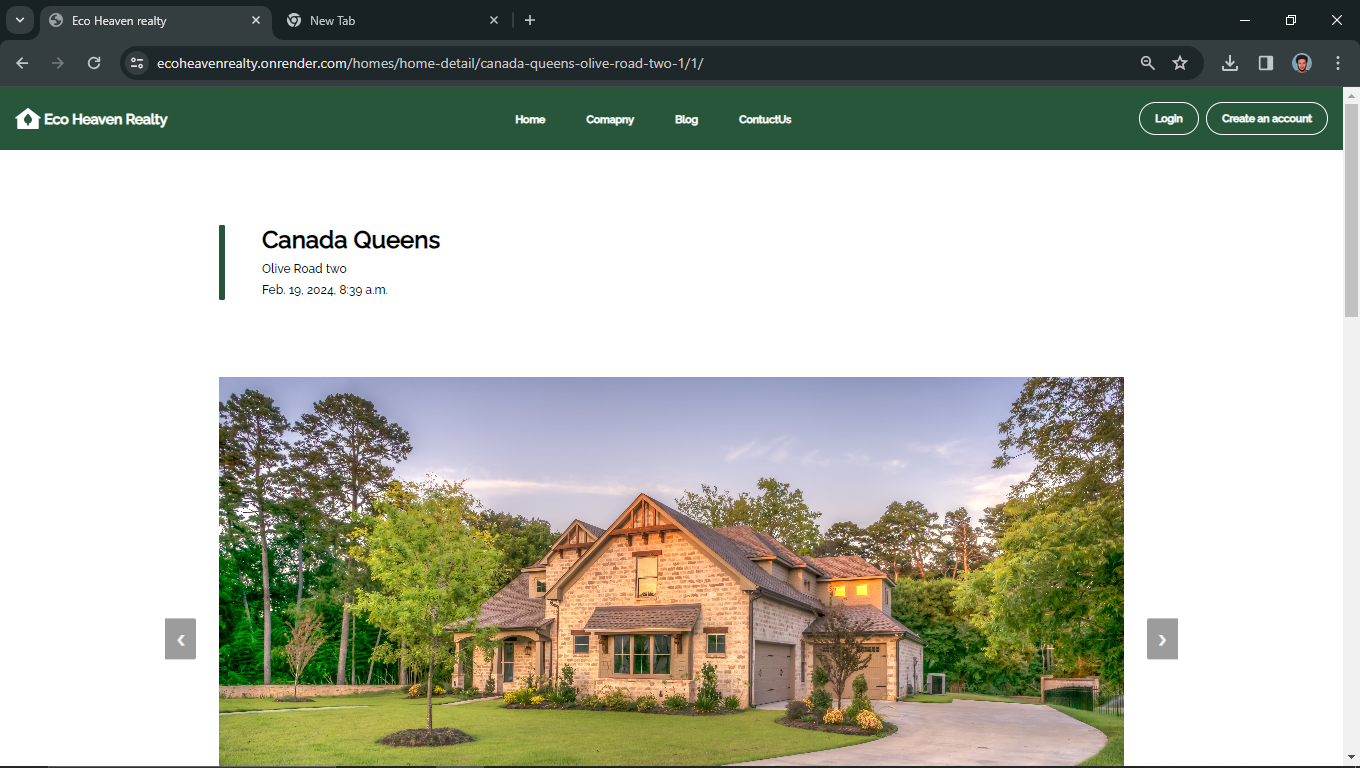 Eco Heaven realty
New Tab
ecoheavenrealty.onrender.com/homes/home-detail/canada-queens-olive-road-two-1/1/
Eco Heaven Realty
Home
Comapny
Blog
ContuctUs
Login
Create an account
Canada Queens
Olive Road two
Feb. 19, 2024, 8:39 a.m.